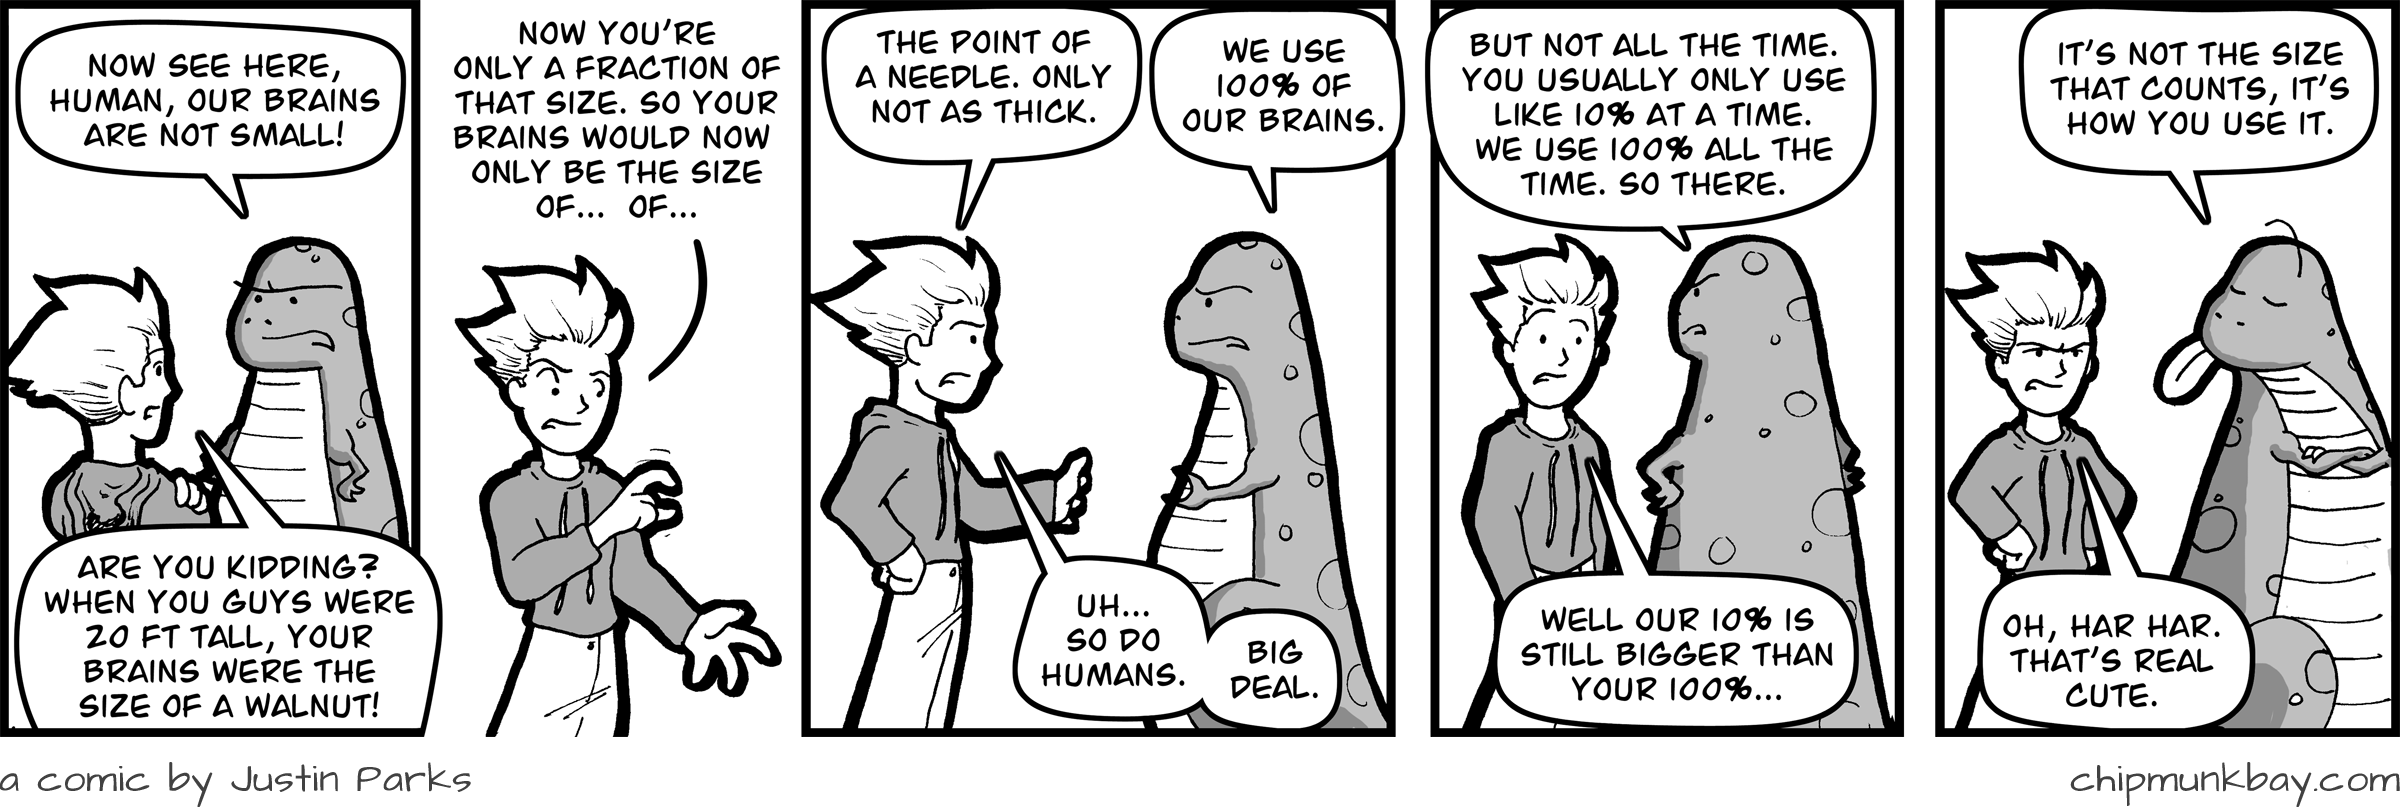 NOW SEE HERE,
HUMAN, OUR BRAINS
ARE NOT SMALL!
ARE YOU KIDDING?
WHEN YOU GUYS WERE
20 FT TALL, YOUR
BRAINS WERE THE
SIZE OF A WALNUT!
NOW YOU'RE
ONLY A FRACTION OF
THAT SIZE. SO YOUR
BRAINS WOULD NOW
ONLY BE THE SIZE
OF... OF...
THE POINT OF
A NEEDLE. ONLY
NOT AS THICK.
WE USE
100% OF
OUR BRAINS.
UH...
SO DO
HUMANS.
BIG
DEAL.
BUT NOT ALL THE TIME.
YOU USUALLY ONLY USE
LIKE 10% AT A TIME.
WE USE 100% ALL THE
TIME. SO THERE.
WELL OUR 10% IS
STILL BIGGER THAN
YOUR 100%...
IT'S NOT THE SIZE
THAT COUNTS, IT'S
HOW YOU USE IT.
OH, HAR HAR.
THAT'S REAL
CUTE.
a comic by Justin Parks
chipmunkbay.com